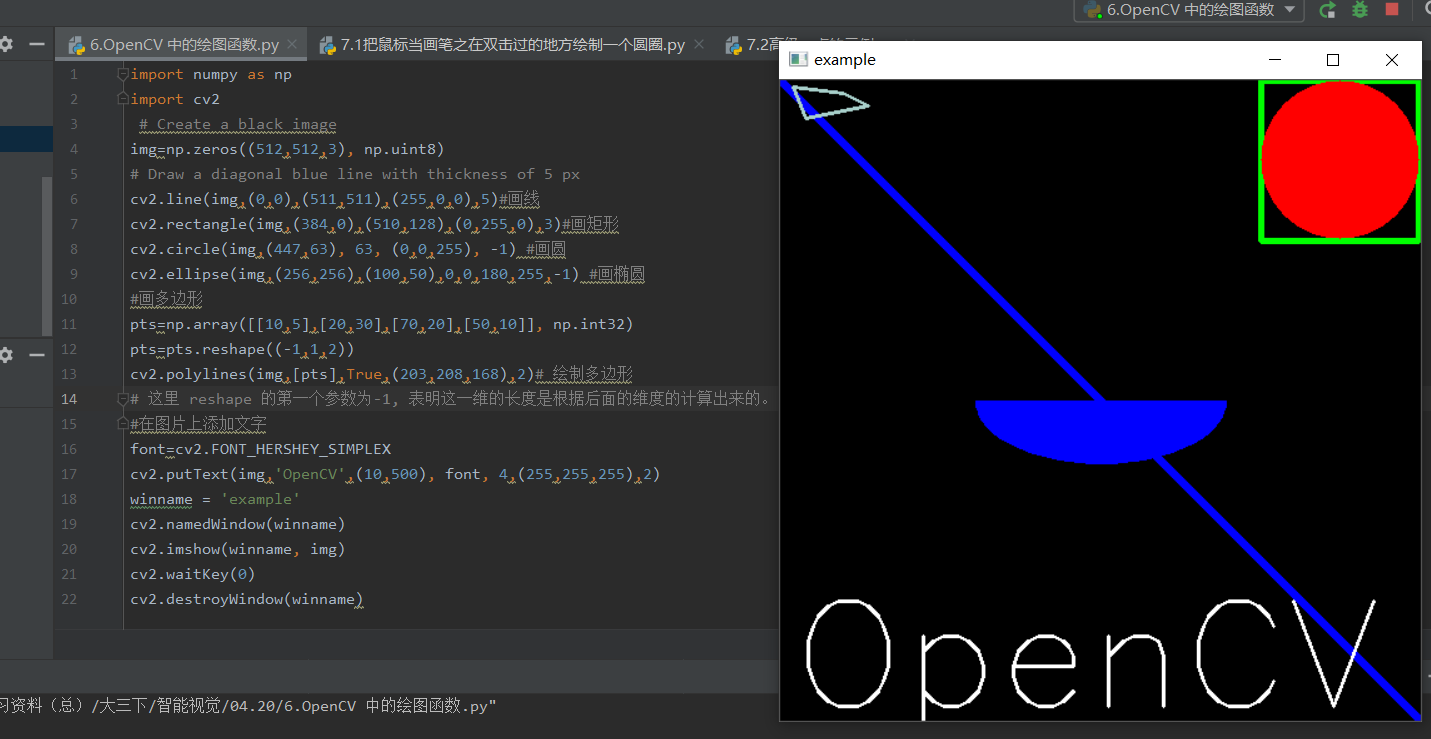 6.OpenCV 中的绘图函数
6.OpenCV 中的绘图函数.py
7.1把鼠标当画笔之在双击过的地方绘制一个圆圈.py
example
1 import numpy as np
2 import cv2
3 # Create a black image
4 img=np.zeros((512,512,3), np.uint8)
5 # Draw a diagonal blue line with thickness of 5 px
6 cv2.line(img,(0,0),(511,511),(255,0,0),5)#画线
7 cv2.rectangle(img,(384,0),(510,128),(0,255,0),3)#画矩形
8 cv2.circle(img,(447,63), 63, (0,0,255), -1) #画圆
9 cv2.ellipse(img,(256,256),(100,50),0,0,180,255,-1) #画椭圆
10 #画多边形
11 pts=np.array([[10,5],[20,30],[70,20],[50,10]], np.int32)
12 pts=pts.reshape((-1,1,2))
13 cv2.polylines(img,[pts],True,(203,208,168),2)# 绘制多边形
14 # 这里 reshape 的第一个参数为-1, 表明这一维的长度是根据后面的维度的计算出来的。
15 #在图片上添加文字
16 font=cv2.FONT_HERSHEY_SIMPLEX
17 cv2.putText(img,'OpenCV',(10,500), font, 4,(255,255,255),2)
18 winname = 'example'
19 cv2.namedWindow(winname)
20 cv2.imshow(winname, img)
21 cv2.waitKey(0)
22 cv2.destroyWindow(winname)
OpenCV
习资料（总）/大三下/智能视觉/04.20/6.OpenCV 中的绘图函数.py"